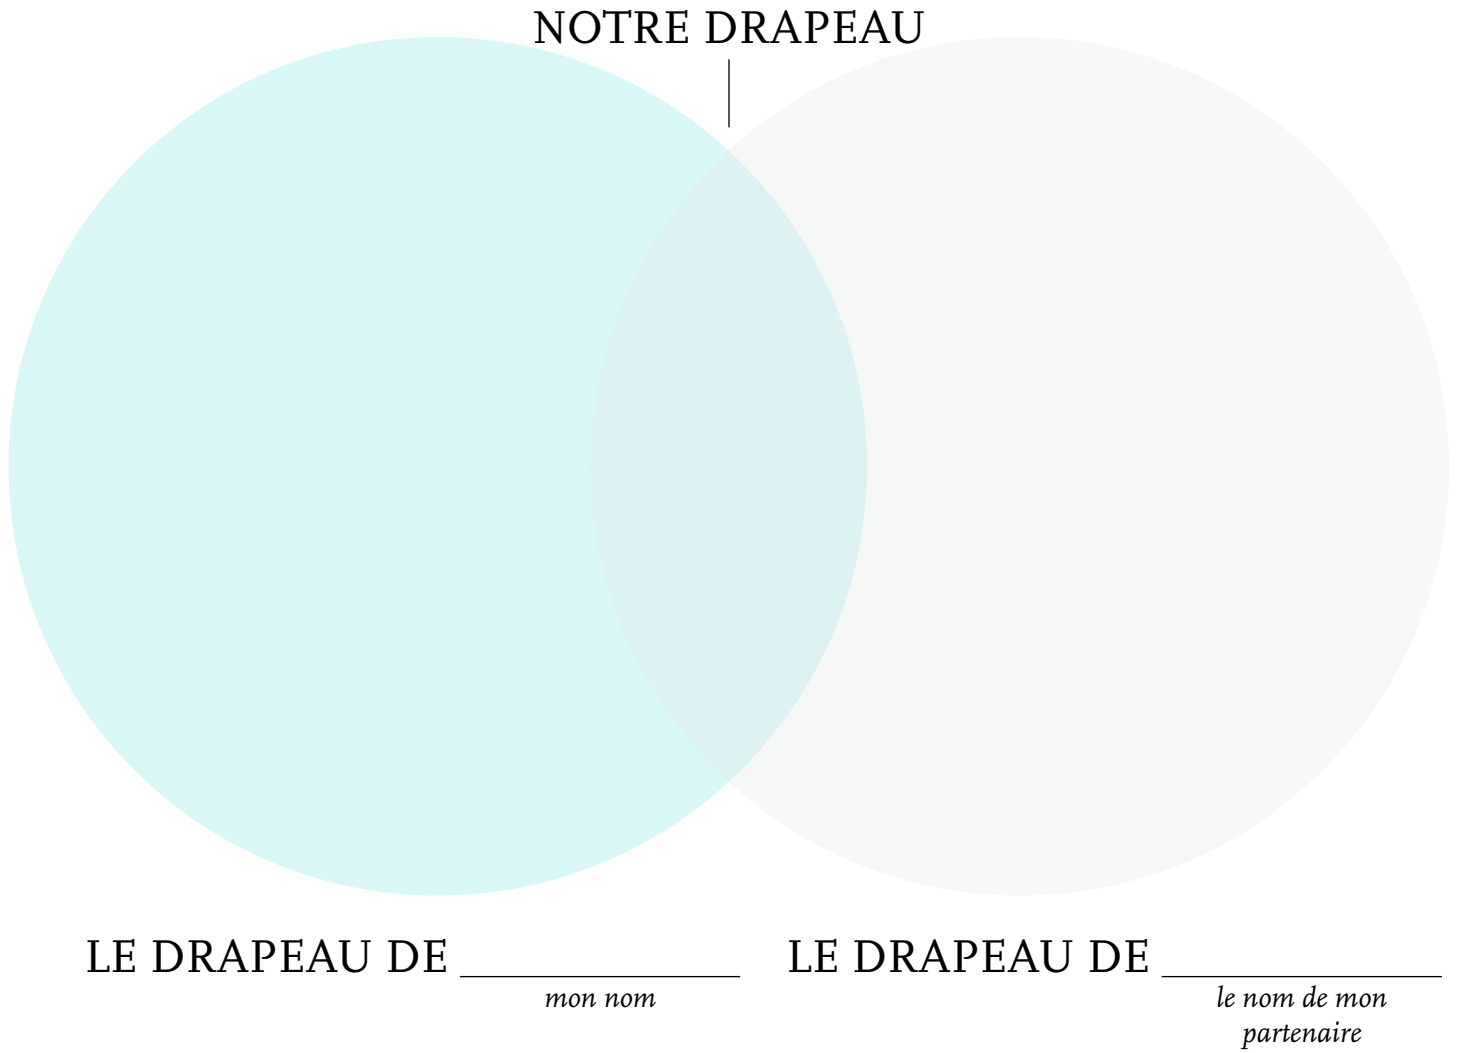 NOTRE DRAPEAU
LE DRAPEAU DE
mon nom
LE DRAPEAU DE
le nom de mon
partenaire